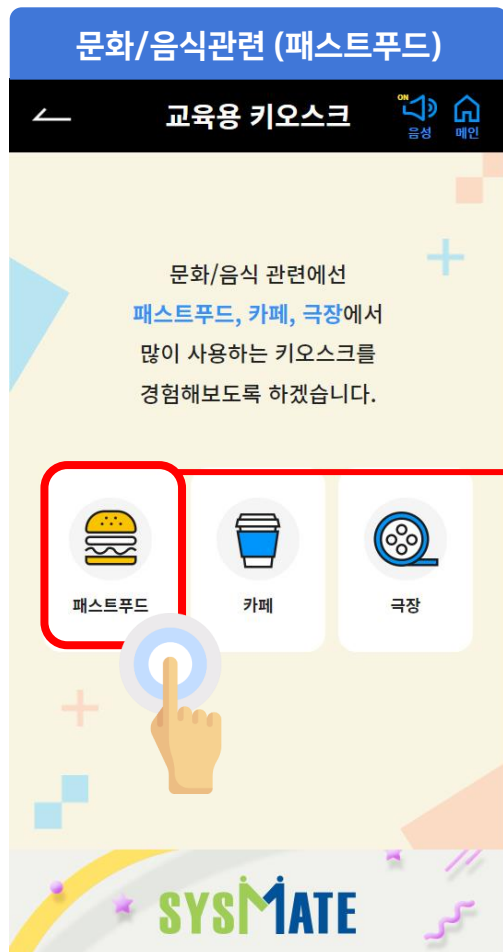 문화/음식관련 (패스트푸드)
교육용 키오스크
ON
음성
메인
문화/음식 관련에선
패스트푸드, 카페, 극장에서
많이 사용하는 키오스크를
경험해보도록 하겠습니다.
패스트푸드
카페
극장
SYSMATE